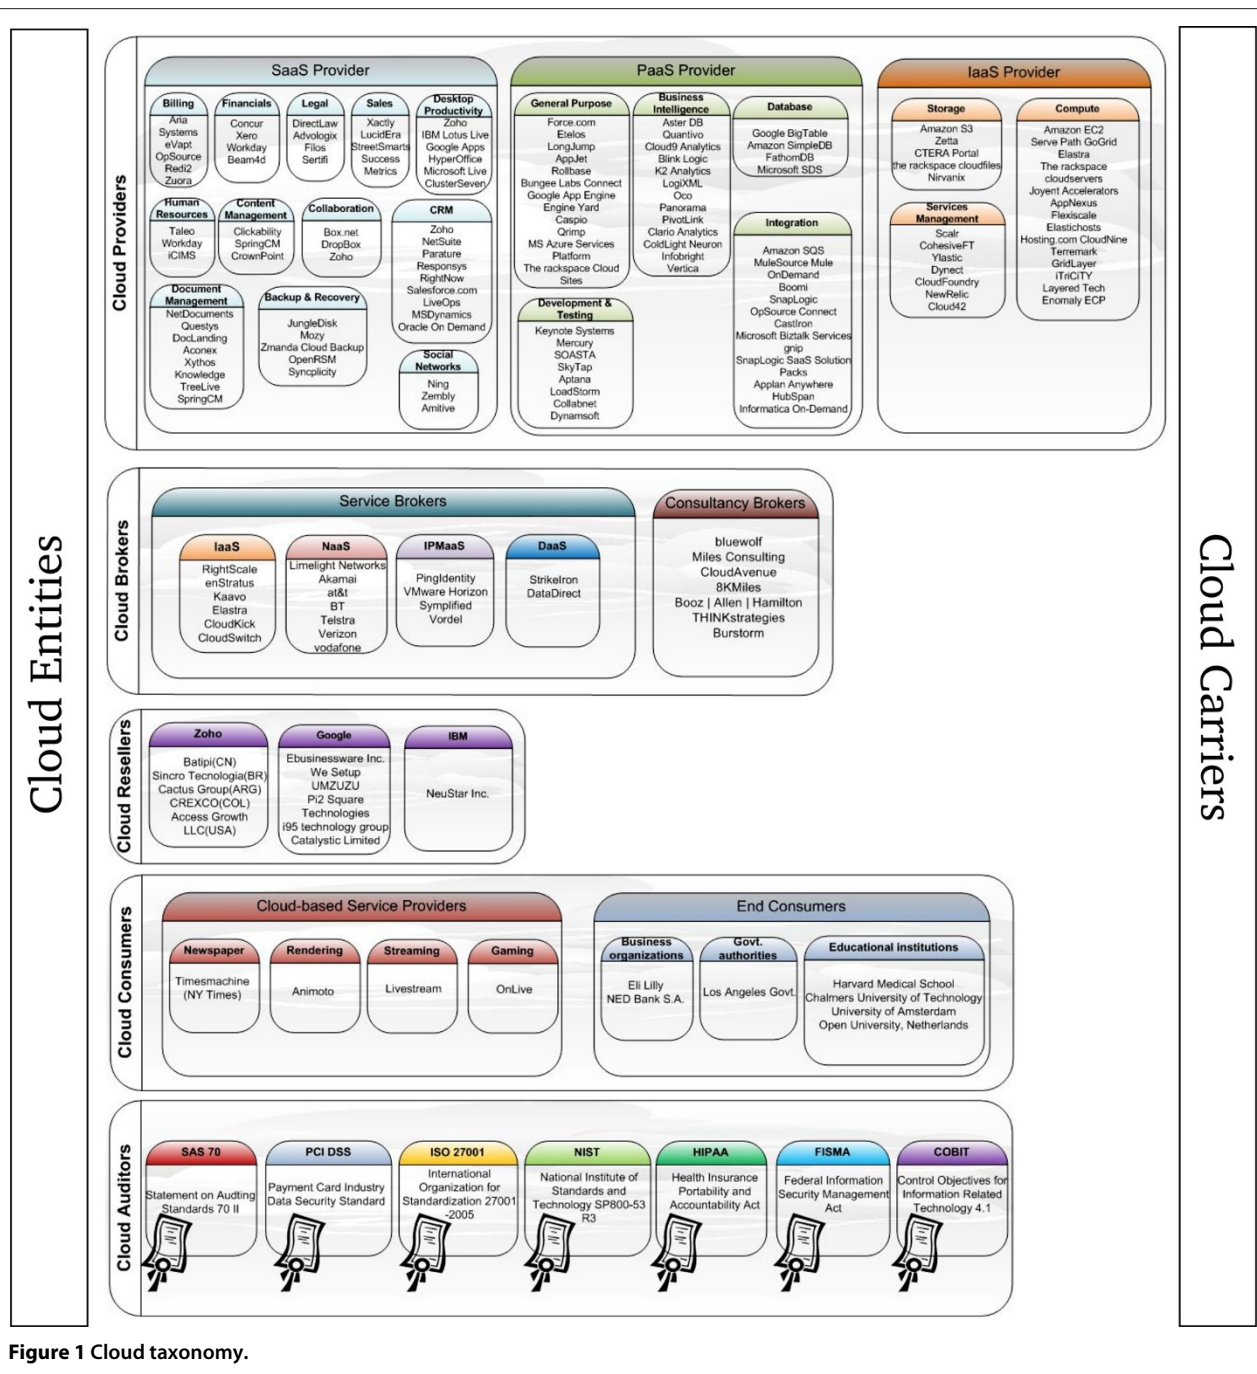 Cloud Entities
Cloud Carriers
Cloud Providers
SaaS Provider
Billing
Aria
Systems
eVapt
OpSource
Redi2
Zuora
Financials
Concur
Xero
Workday
Beam4d
Legal
DirectLaw
Advologix
Filos
Sertifi
Sales
Xactly
LucidEra
StreetSmarts
Success
Metrics
Desktop
Productivity
Zoho
IBM Lotus Live
Google Apps
HyperOffice
Microsoft Live
ClusterSeven
Human
Resources
Taleo
Workday
iCIMS
Content
Management
Clickability
SpringCM
CrownPoint
Collaboration
Box.net
DropBox
Zoho
CRM
Zoho
NetSuite
Parature
Responsys
RightNow
Salesforce.com
LiveOps
MSDynamics
Oracle On Demand
Document
Management
NetDocuments
Questys
DocLanding
Aconex
Xythos
Knowledge
TreeLive
SpringCM
Backup & Recovery
JungleDisk
Mozy
Zmanda Cloud Backup
OpenRSM
Syncplicity
Social
Networks
Ning
Zembly
Amitive
PaaS Provider
General Purpose
Force.com
Etelos
LongJump
AppJet
Rollbase
Bungee Labs Connect
Google App Engine
Engine Yard
Caspio
Qrimp
MS Azure Services
Platform
The rackspace Cloud
Sites
Business
Intelligence
Aster DB
Quantivo
Cloud9 Analytics
Blink Logic
K2 Analytics
LogiXML
Oco
Panorama
PivotLink
Clario Analytics
ColdLight Neuron
Infobright
Vertica
Database
Google BigTable
Amazon SimpleDB
FathomDB
Microsoft SDS
Development &
Testing
Keynote Systems
Mercury
SOASTA
SkyTap
Aptana
LoadStorm
Collabnet
Dynamsoft
Integration
Amazon SQS
MuleSource Mule
OnDemand
Boomi
SnapLogic
OpSource Connect
CastIron
Microsoft Biztalk Services
gnip
SnapLogic SaaS Solution
Packs
Applan Anywhere
HubSpan
Informatica On-Demand
IaaS Provider
Storage
Amazon S3
Zetta
CTERA Portal
the rackspace cloudfiles
Nirvanix
Services
Management
Scalr
CohesiveFT
Ylastic
Dynect
CloudFoundry
NewRelic
Cloud42
Compute
Amazon EC2
Serve Path GoGrid
Elastra
The rackspace
cloudservers
Joyent Accelerators
AppNexus
Flexiscale
Elastichosts
Hosting.com CloudNine
Terremark
GridLayer
iTriCiTY
Layered Tech
Enomaly ECP
Cloud Brokers
Service Brokers
IaaS
RightScale
enStratus
Kaavo
Elastra
CloudKick
CloudSwitch
NaaS
Limelight Networks
Akamai
at&t
BT
Telstra
Verizon
vodafone
IPMaaS
PingIdentity
VMware Horizon
Symplified
Vordel
DaaS
StrikeIron
DataDirect
Consultancy Brokers
bluewolf
Miles Consulting
CloudAvenue
8KMiles
Booz | Allen | Hamilton
THINKstrategies
Burstorm
Cloud Resellers
Zoho
Batipi(CN)
Sincro Tecnologia(BR)
Cactus Group(ARG)
CREXCO(COL)
Access Growth
LLC(USA)
Google
Ebusinessware Inc.
We Setup
UMZUZU
Pi2 Square
Technologies
i95 technology group
Catalystic Limited
IBM
NeuStar Inc.
Cloud Consumers
Cloud-based Service Providers
Newspaper
Timesmachine
(NY Times)
Rendering
Animoto
Streaming
Livestream
Gaming
OnLive
End Consumers
Business
organizations
Eli Lilly
NED Bank S.A.
Govt.
authorities
Los Angeles Govt.
Educational institutions
Harvard Medical School
Chalmers University of Technology
University of Amsterdam
Open University, Netherlands
Cloud Auditors
SAS 70
Statement on Audting
Standards 70 II
PCI DSS
Payment Card Industry
Data Security Standard
ISO 27001
International
Organization for
Standardization 27001
-2005
NIST
National Institute of
Standards and
Technology SP800-53
R3
HIPAA
Health Insurance
Portability and
Accountability Act
FISMA
Federal Information
Security Management
Act
COBIT
Control Objectives for
Information Related
Technology 4.1
Figure 1 Cloud taxonomy.